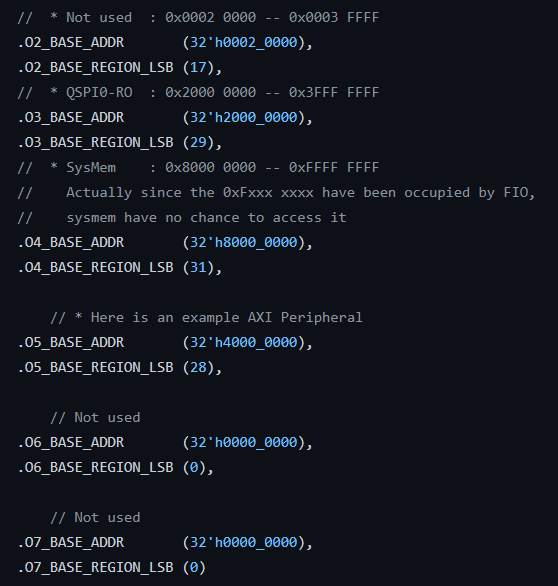 //  * Not used  : 0x0002 0000 -- 0x0003 FFFF
.O2_BASE_ADDR       (32'h0002_0000),
.O2_BASE_REGION_LSB (17),
//  * QSPI0-RO  : 0x2000 0000 -- 0x3FFF FFFF
.O3_BASE_ADDR       (32'h2000_0000),
.O3_BASE_REGION_LSB (29),
//  * SysMem    : 0x8000 0000 -- 0xFFFF FFFF
//    Actually since the 0xFxxx xxxx have been occupied by FIO,
//    sysmem have no chance to access it
.O4_BASE_ADDR       (32'h8000_0000),
.O4_BASE_REGION_LSB (31),
    // * Here is an example AXI Peripheral
.O5_BASE_ADDR       (32'h4000_0000),
.O5_BASE_REGION_LSB (28),
    // Not used
.O6_BASE_ADDR       (32'h0000_0000),
.O6_BASE_REGION_LSB (0),
    // Not used
.O7_BASE_ADDR       (32'h0000_0000),
.O7_BASE_REGION_LSB (0)